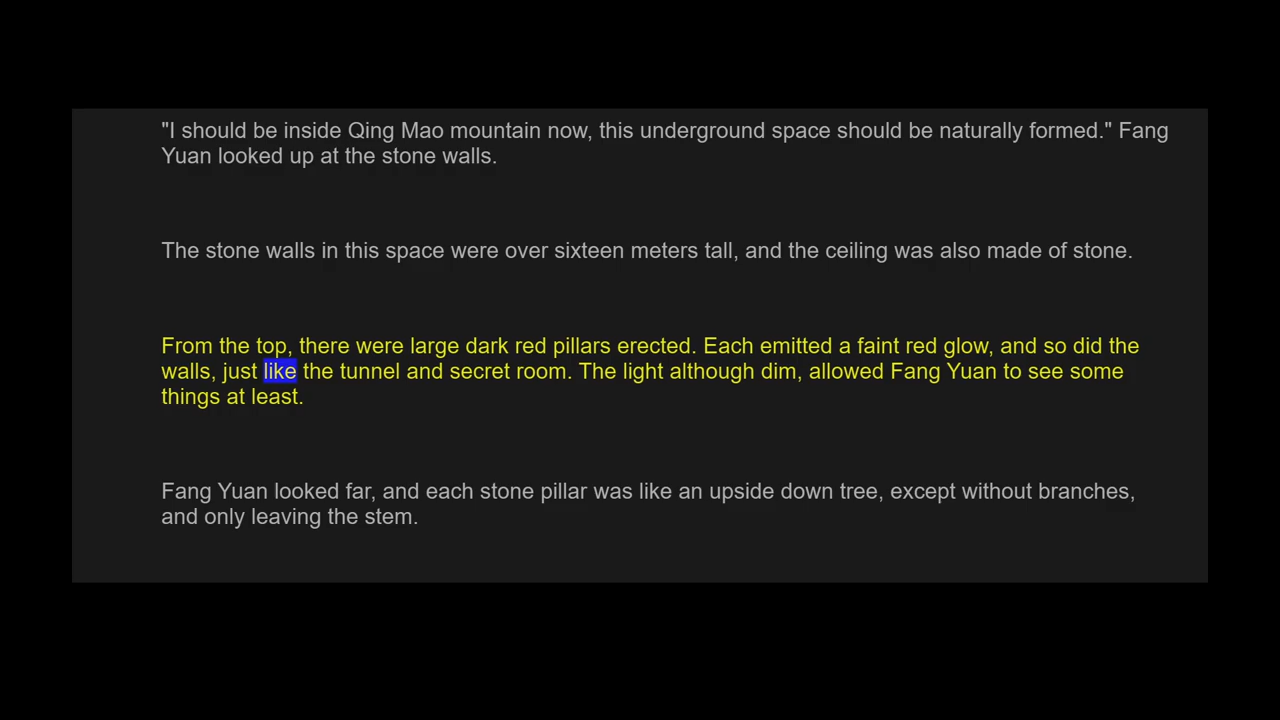 "I should be inside Qing Mao mountain now, this underground space should be naturally formed." Fang
Yuan looked up at the stone walls.
The stone walls in this space were over sixteen meters tall, and the ceiling was also made of stone.
From the top, there were large dark red pillars erected. Each emitted a faint red glow, and so did the
walls, just like the tunnel and secret room. The light although dim, allowed Fang Yuan to see some
things at least.
Fang Yuan looked far, and each stone pillar was like an upside down tree, except without branches,
and only leaving the stem.